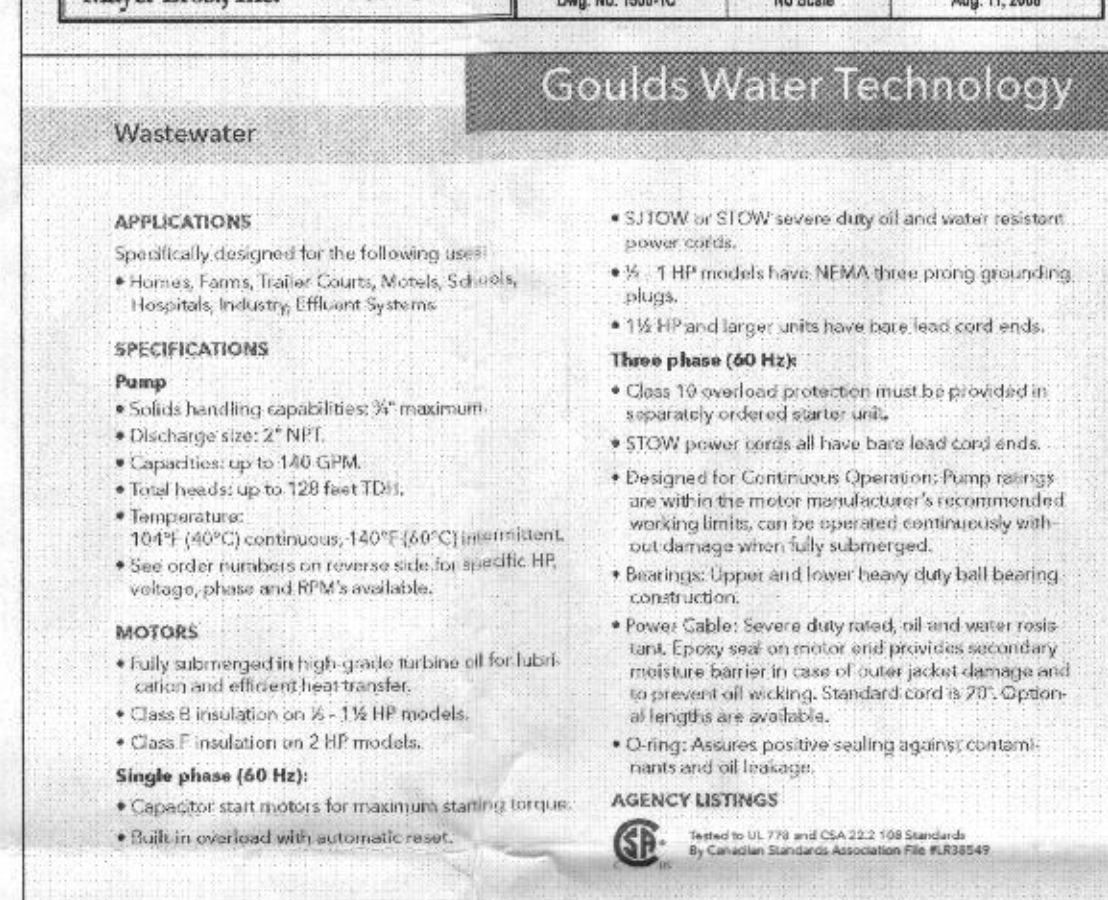 Dwg. No. 1500-1C
No Scale
Aug. 11, 2008
Goulds Water Technology
Wastewater
APPLICATIONS
Specifically designed for the following uses:
• Homes, Farms, Trailer Courts, Motels, Schools,
Hospitals, Industry, Effluent Systems
SPECIFICATIONS
Pump
• Solids handling capabilities: ¾" maximum.
• Discharge size: 2" NPT.
• Capacities: up to 140 GPM.
• Total heads: up to 128 feet TDH.
• Temperature:
104°F (40°C) continuous, 140°F (60°C) intermittent.
• See order numbers on reverse side for specific HP,
voltage, phase and RPM's available.
MOTORS
• Fully submerged in high-grade turbine oil for lubri-
cation and efficient heat transfer.
• Class B insulation on - 1½ HP models.
• Class F insulation on 2 HP models.
Single phase (60 Hz):
• Capacitor start motors for maximum starting torque.
• Built-in overload with automatic reset.
• SJTOW or STOW severe duty oil and water resistant
power cords.
• - 1 HP models have NEMA three prong grounding
plugs.
• 1½ HP and larger units have bare lead cord ends.
Three phase (60 Hz):
• Class 10 overload protection must be provided in
separately ordered starter unit.
• STOW power cords all have bare lead cord ends.
• Designed for Continuous Operation: Pump ratings
are within the motor manufacturer's recommended
working limits, can be operated continuously with-
out damage when fully submerged.
• Bearings: Upper and lower heavy duty ball bearing
construction.
• Power Cable: Severe duty rated, oil and water resis
tant. Epoxy seal on motor end provides secondary
moisture barrier in case of outer jacket damage and
to prevent oil wicking. Standard cord is 20'. Option-
al lengths are available.
• O-ring: Assures positive sealing against contami-
nants and oil leakage.
AGENCY LISTINGS
Tested to UL 778 and CSA 22.2 108 Standards
By Canadian Standards Association File #LR38549